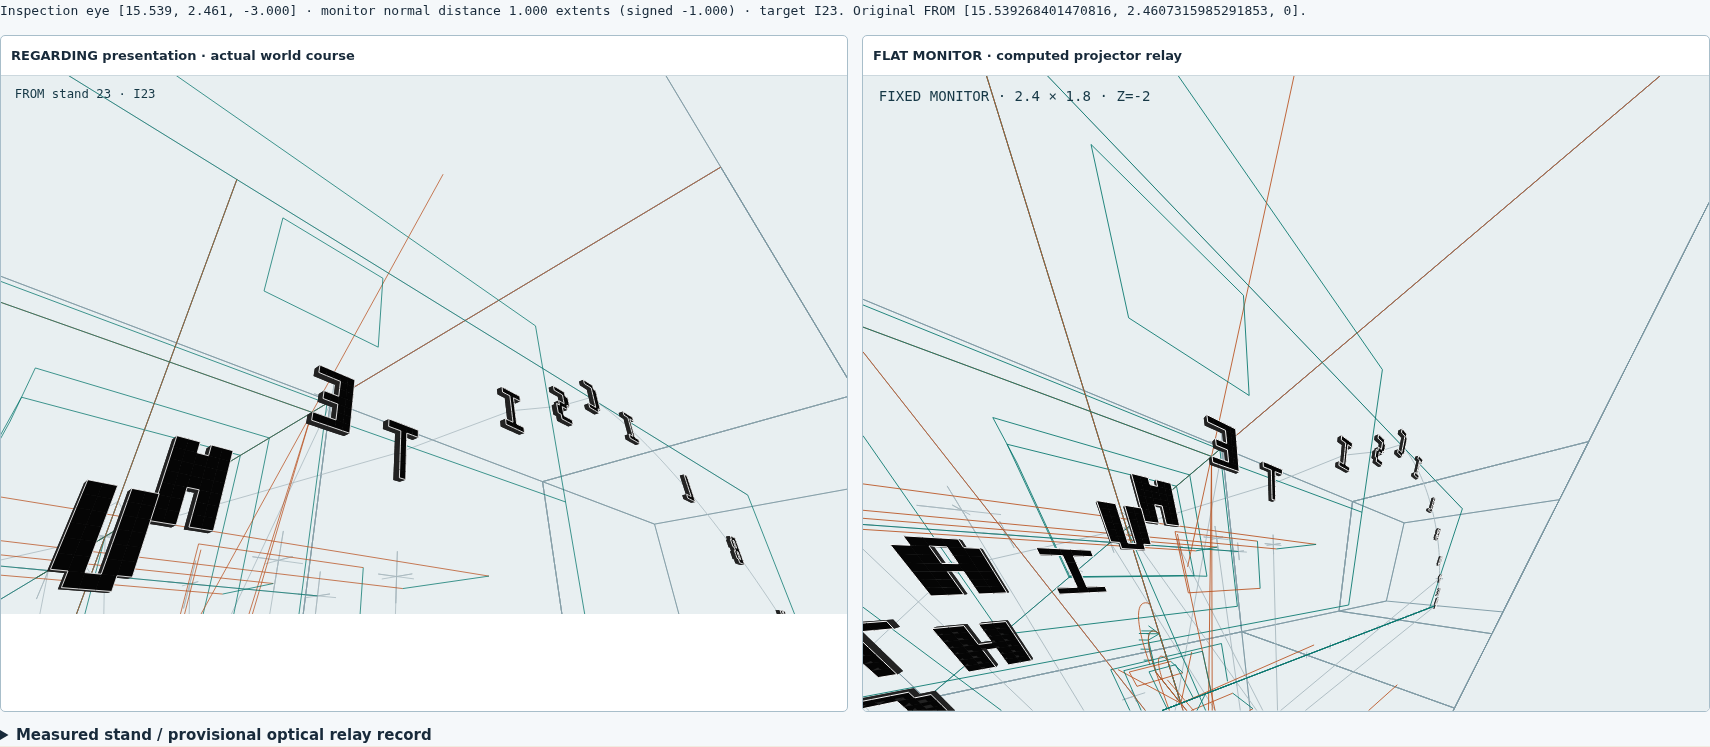 Inspection eye [15.539, 2.461, -3.000] · monitor normal distance 1.000 extents (signed -1.000) · target I23. Original FROM [15.539268401470816, 2.4607315985291853, 0].
REGARDING presentation · actual world course
FROM stand 23 · I23
FLAT MONITOR · computed projector relay
FIXED MONITOR · 2.4 × 1.8 · Z=-2
Measured stand / provisional optical relay record